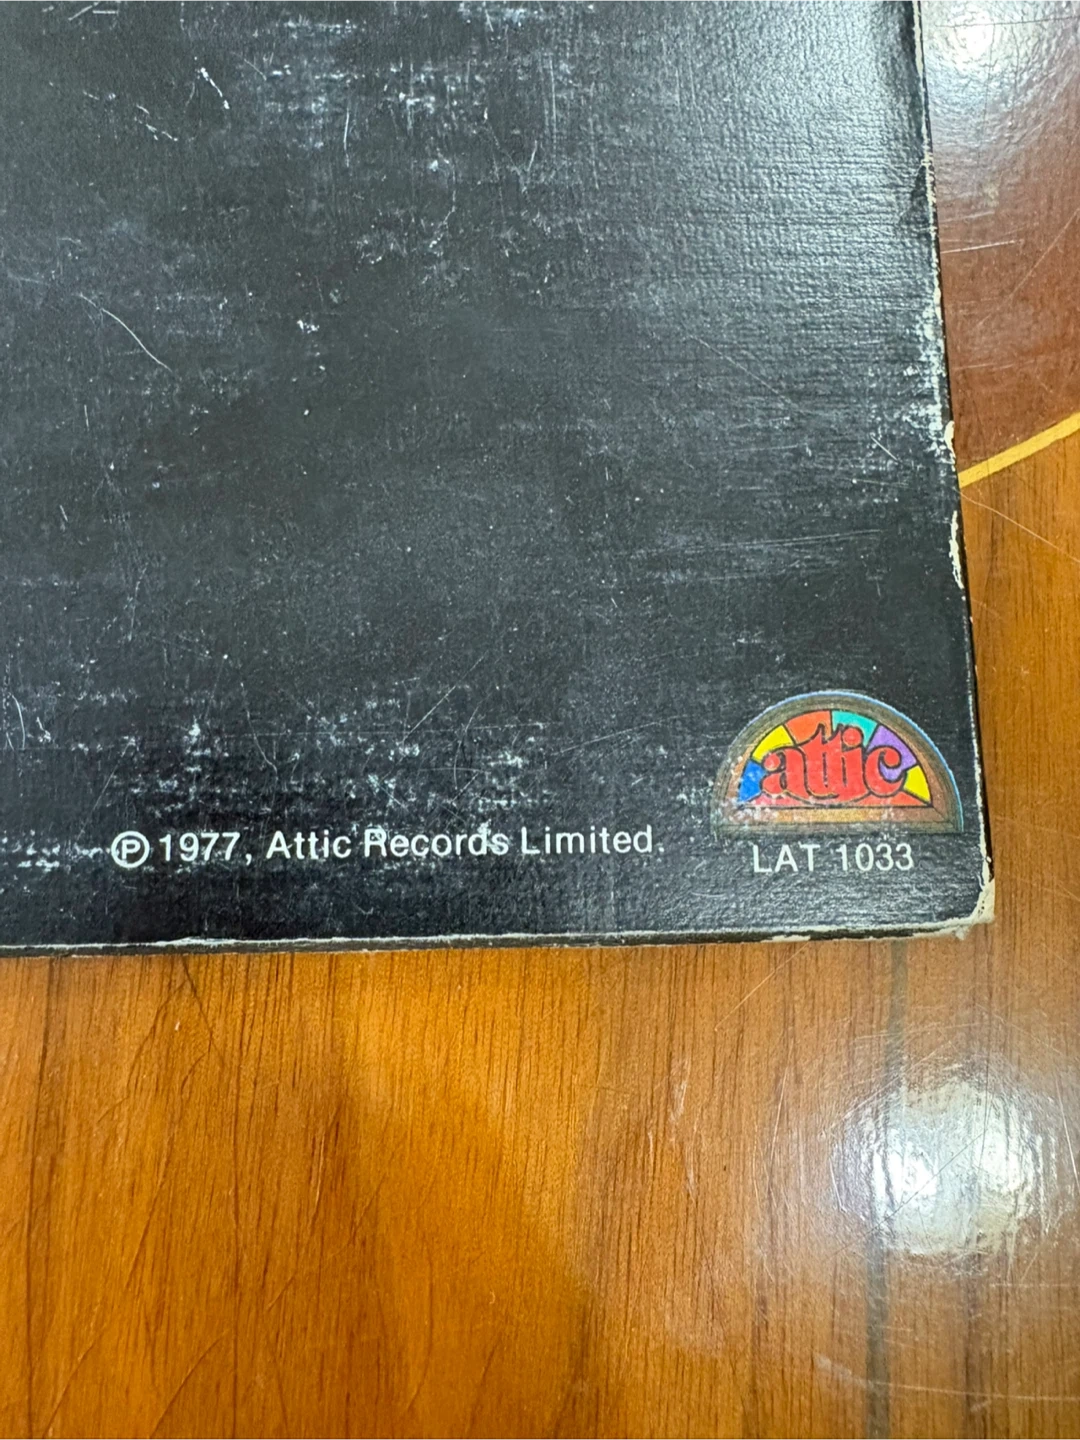 attic
℗ 1977, Attic Records Limited.
LAT 1033